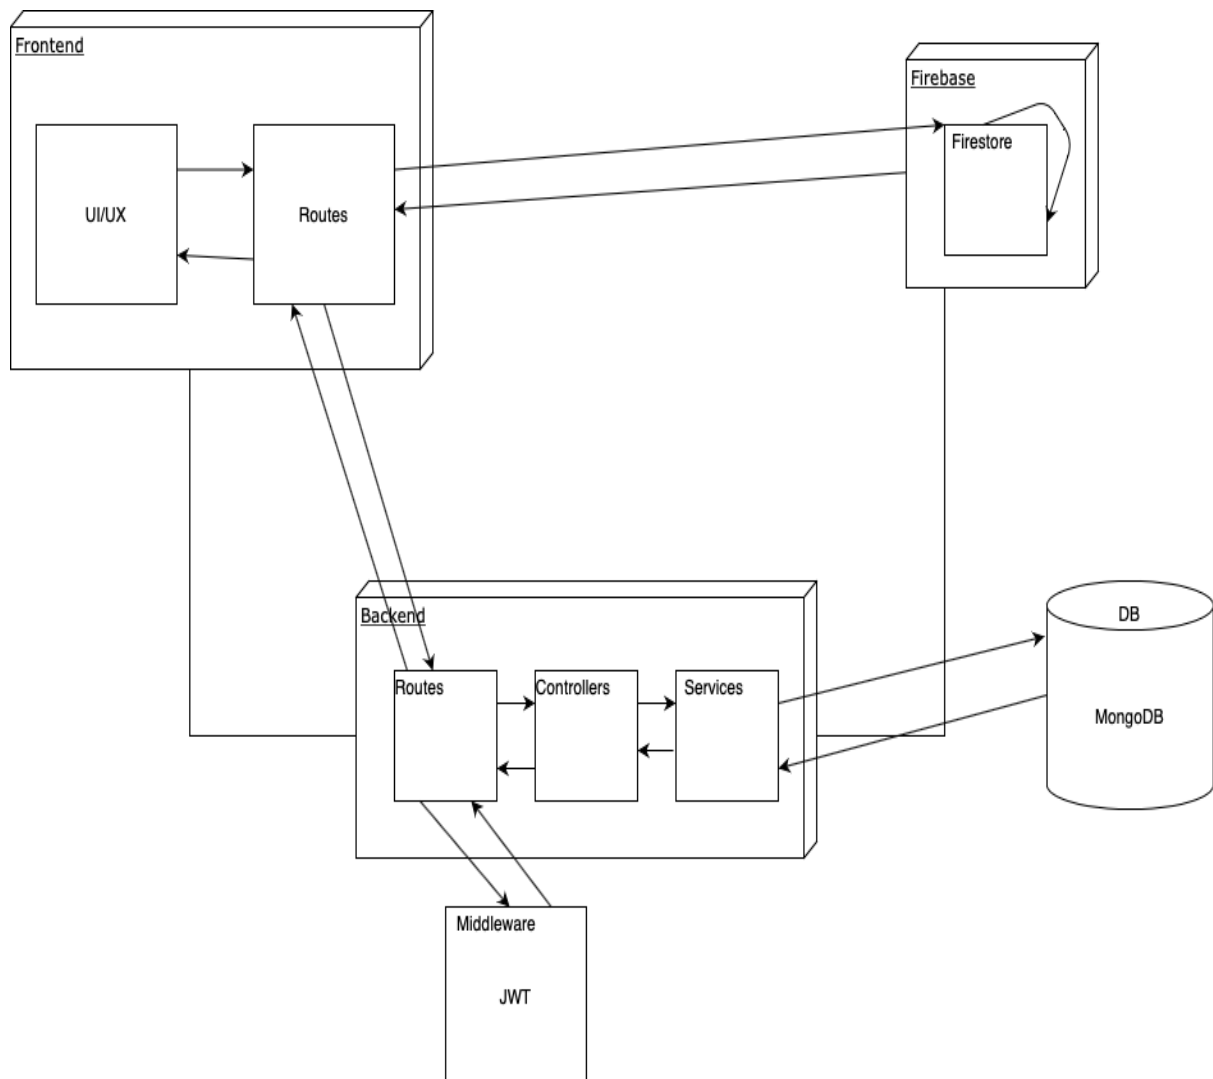 Frontend
Firebase
Firestore
UI/UX
Routes
Backend
DB
Routes
Controllers
Services
MongoDB
Middleware
JWT